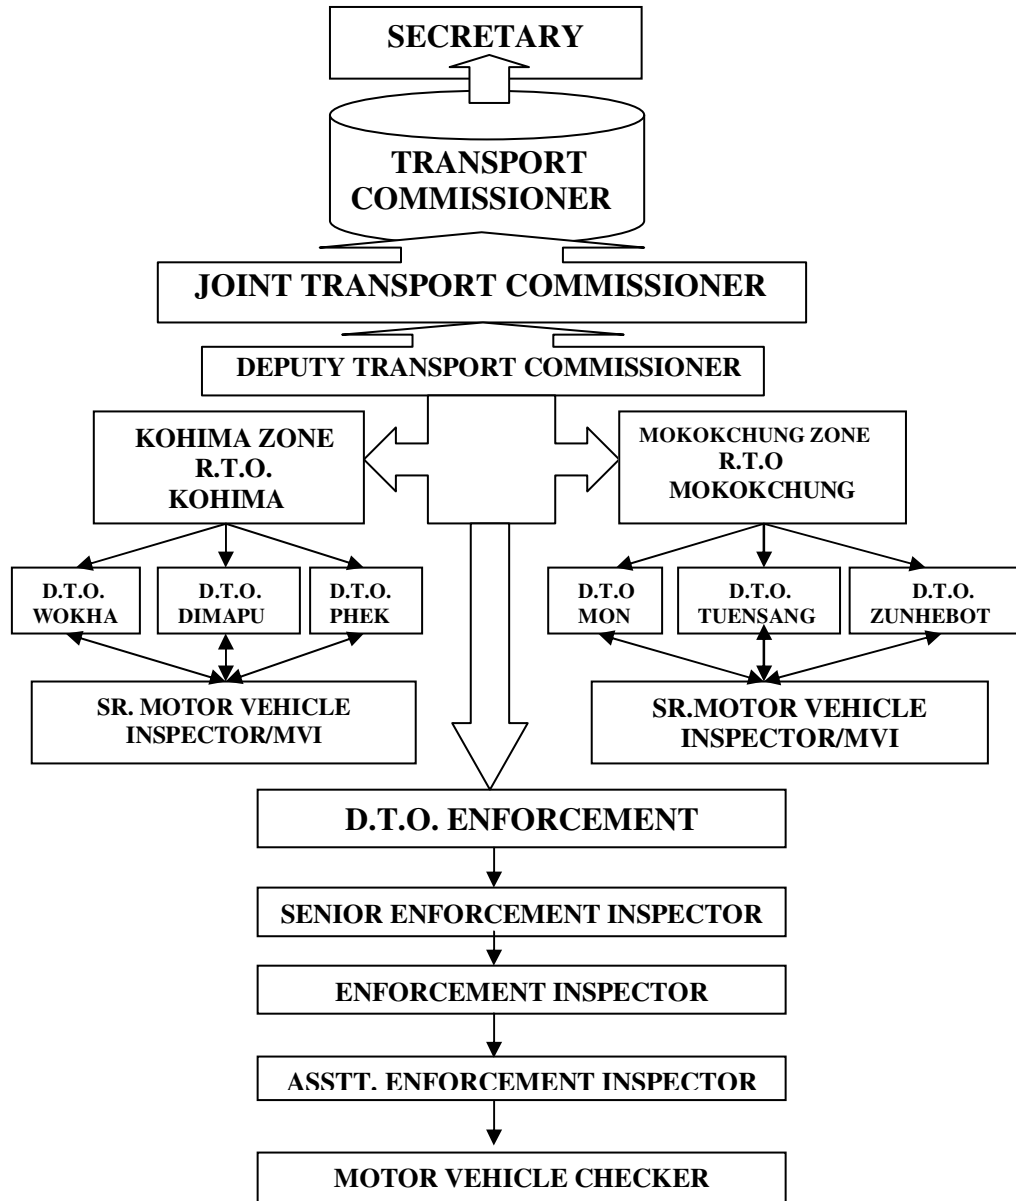 SECRETARY
TRANSPORT
COMMISSIONER
JOINT TRANSPORT COMMISSIONER
DEPUTY TRANSPORT COMMISSIONER
KOHIMA ZONE
R.T.O.
KOHIMA
MOKOKCHUNG ZONE
R.T.O
MOKOKCHUNG
D.T.O.
WOKHA
D.T.O.
DIMAPU
D.T.O.
PHEK
D.T.O
MON
D.T.O.
TUENSANG
D.T.O.
ZUNHEBOT
SR. MOTOR VEHICLE
INSPECTOR/MVI
SR.MOTOR VEHICLE
INSPECTOR/MVI
D.T.O. ENFORCEMENT
SENIOR ENFORCEMENT INSPECTOR
ENFORCEMENT INSPECTOR
ASSTT. ENFORCEMENT INSPECTOR
MOTOR VEHICLE CHECKER